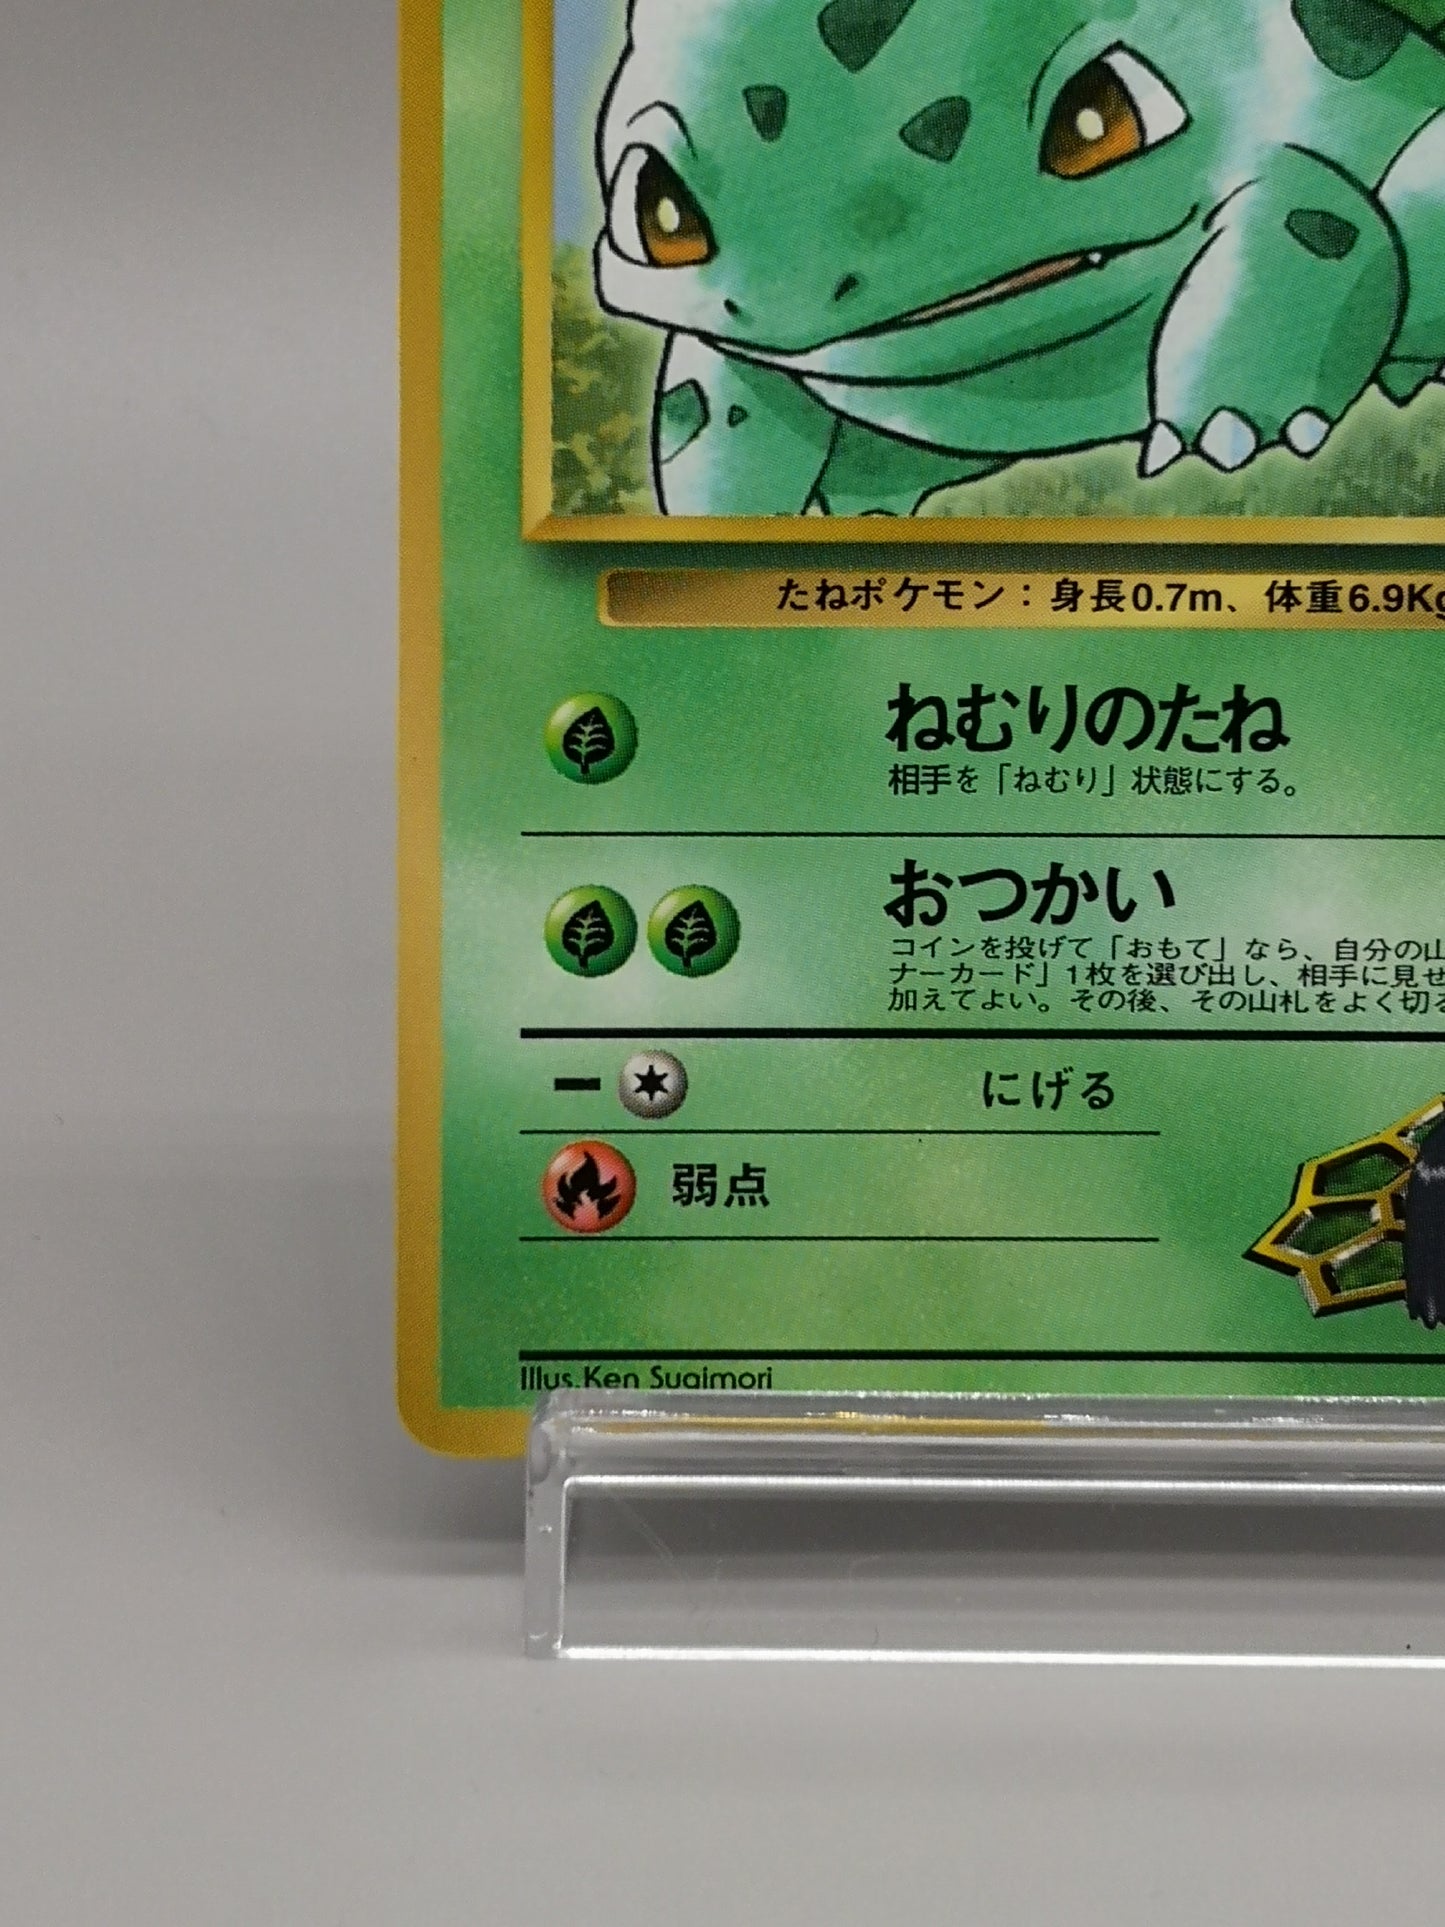 たねポケモン：身長0.7m、体重6.9Kg
ねむりのたね
相手を「ねむり」状態にする。
おつかい
コインを投げて「おもて」なら、自分の山
ナーカード」1枚を選び出し、相手に見せ
加えてよい。その後、その山札をよく切る
ー にげる
弱点
Illus.Ken Sugimori